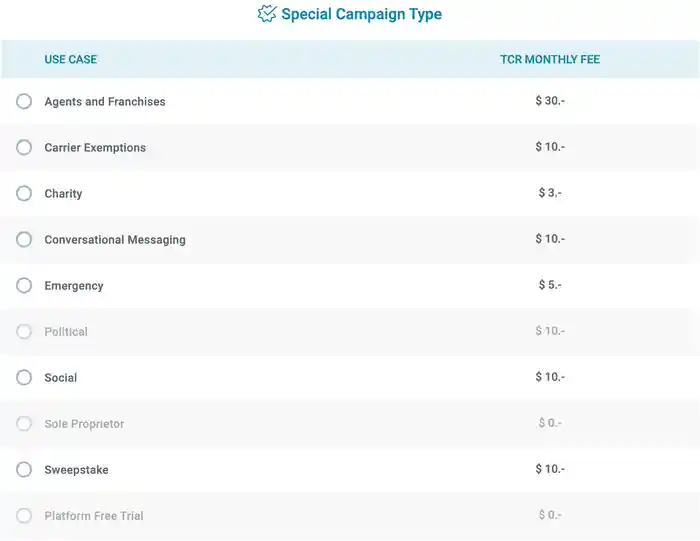 Special Campaign Type
USE CASE TCR MONTHLY FEE
Agents and Franchises $ 30.-
Carrier Exemptions $ 10.-
Charity $ 3.-
Conversational Messaging $ 10.-
Emergency $ 5.-
Political $ 10.-
Social $ 10.-
Sole Proprietor $ 0.-
Sweepstake $ 10.-
Platform Free Trial $ 0.-